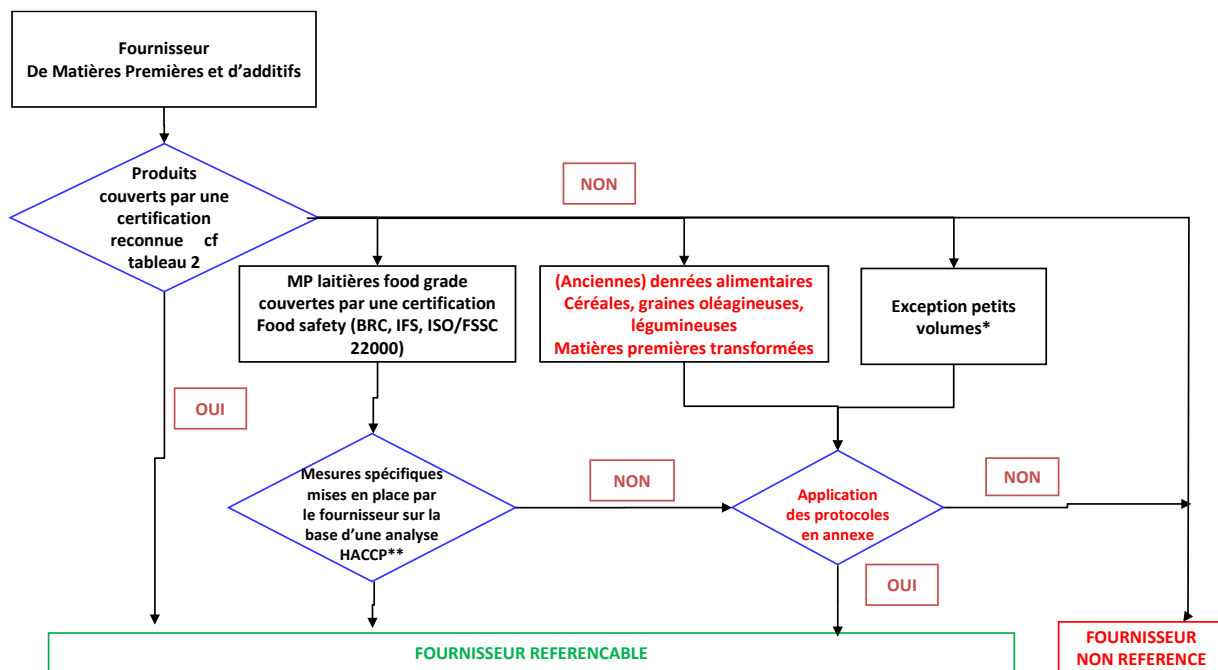 Fournisseur
De Matières Premières et d’additifs
Produits
couverts par une
certification
reconnue cf
tableau 2
NON
MP laitières food grade
couvertes par une certification
Food safety (BRC, IFS, ISO/FSSC
22000)
(Anciennes) denrées alimentaires
Céréales, graines oléagineuses,
légumineuses
Matières premières transformées
Exception petits
volumes*
OUI
Mesures spécifiques
mises en place par
le fournisseur sur la
base d’une analyse
HACCP**
NON
Application
des protocoles
en annexe
NON
OUI
FOURNISSEUR REFERENCABLE
FOURNISSEUR
NON REFERENCE